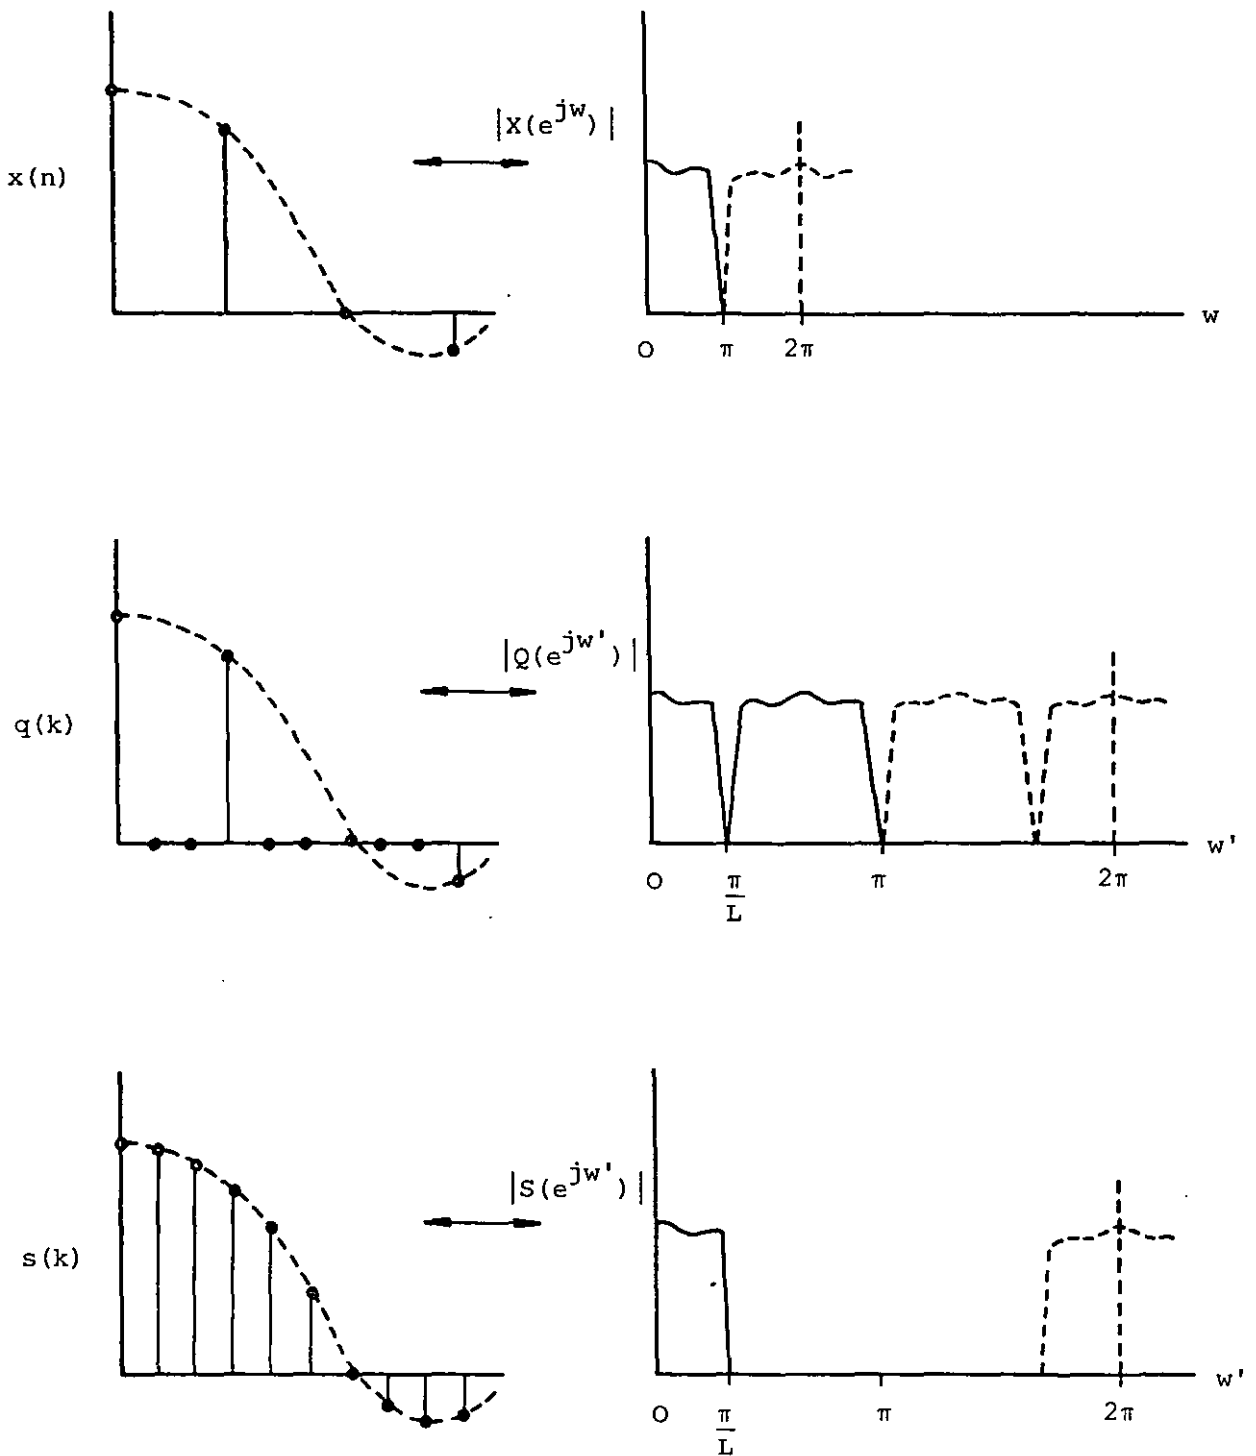 |X(e^{jw})|
x(n)
w
O π 2π
|Q(e^{jw'})|
q(k)
w'
O π/L π 2π
|S(e^{jw'})|
s(k)
w'
O π/L π 2π